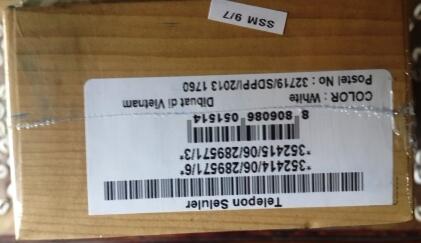 Telepon Seluler
*352414/06/289571/6*
*352415/06/289571/3*
8 806086 051514
Dibuat di Vietnam
COLOR : White
Postel No : 32719/SDPPI/2013 1760
SSM 9/7